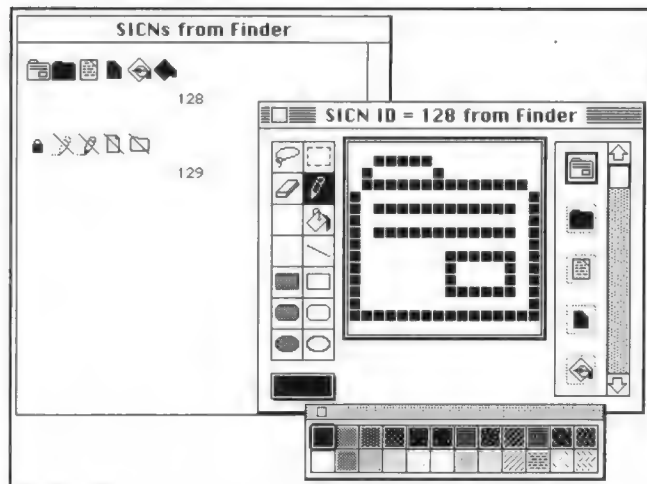 SICNs from Finder
128
129
SICN ID = 128 from Finder